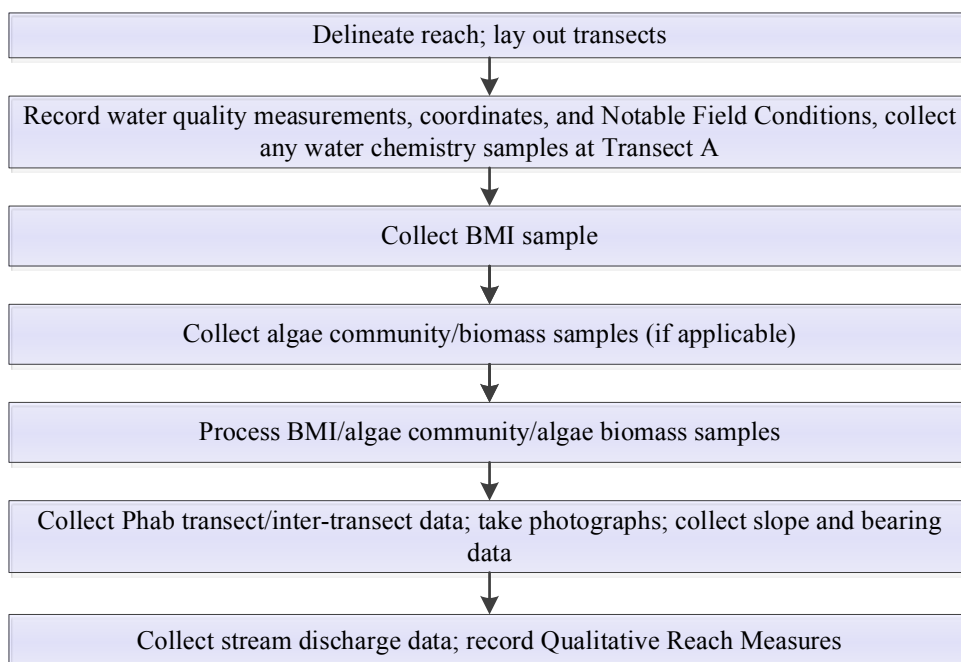 Delineate reach; lay out transects
Record water quality measurements, coordinates, and Notable Field Conditions, collect
any water chemistry samples at Transect A
Collect BMI sample
Collect algae community/biomass samples (if applicable)
Process BMI/algae community/algae biomass samples
Collect Phab transect/inter-transect data; take photographs; collect slope and bearing
data
Collect stream discharge data; record Qualitative Reach Measures